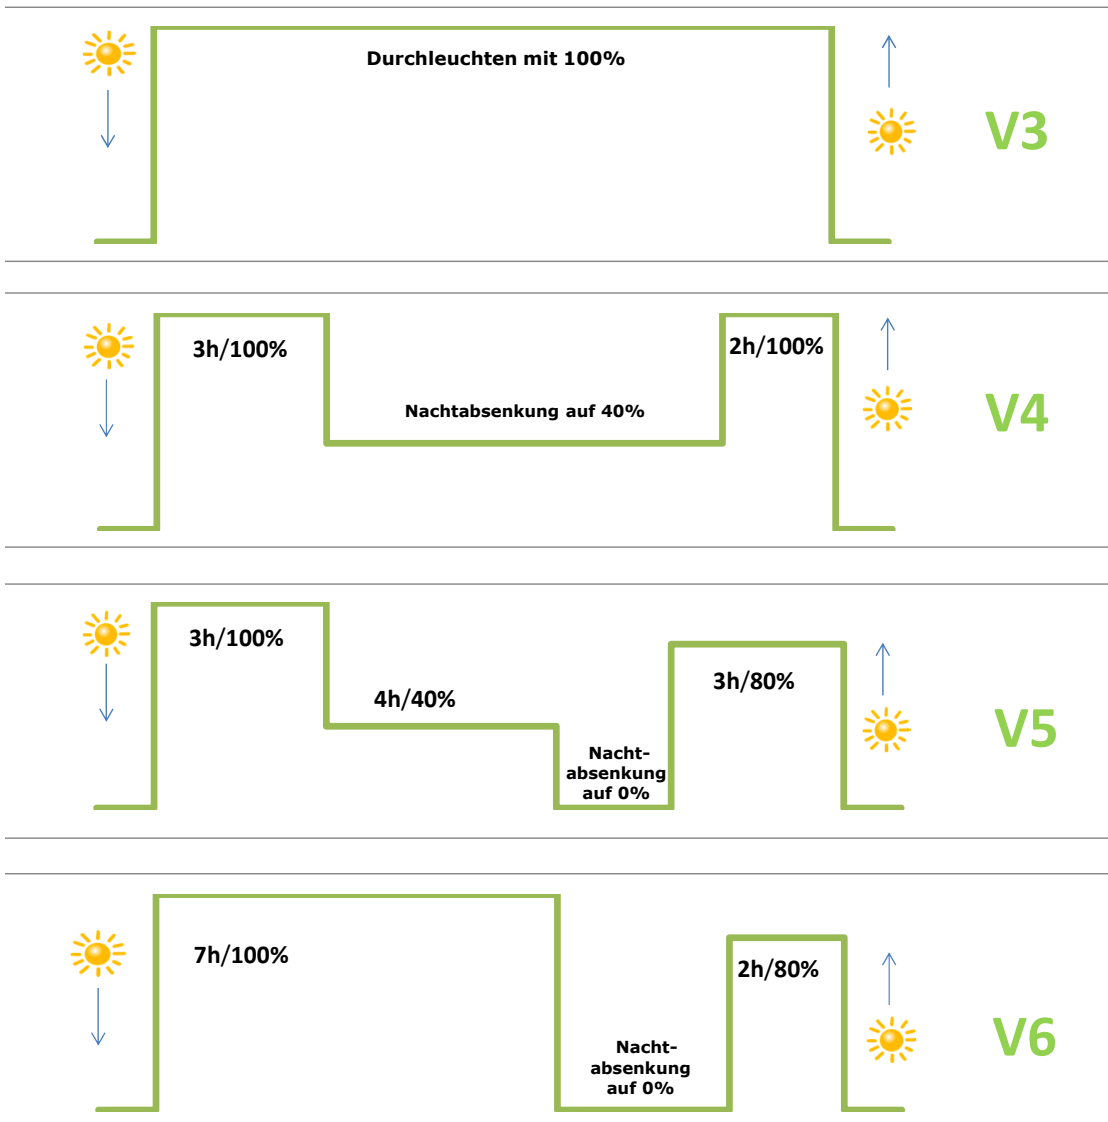 Durchleuchten mit 100%
V3
3h/100%
2h/100%
Nachtabsenkung auf 40%
V4
3h/100%
4h/40%
3h/80%
Nacht-
absenkung
auf 0%
V5
7h/100%
2h/80%
Nacht-
absenkung
auf 0%
V6